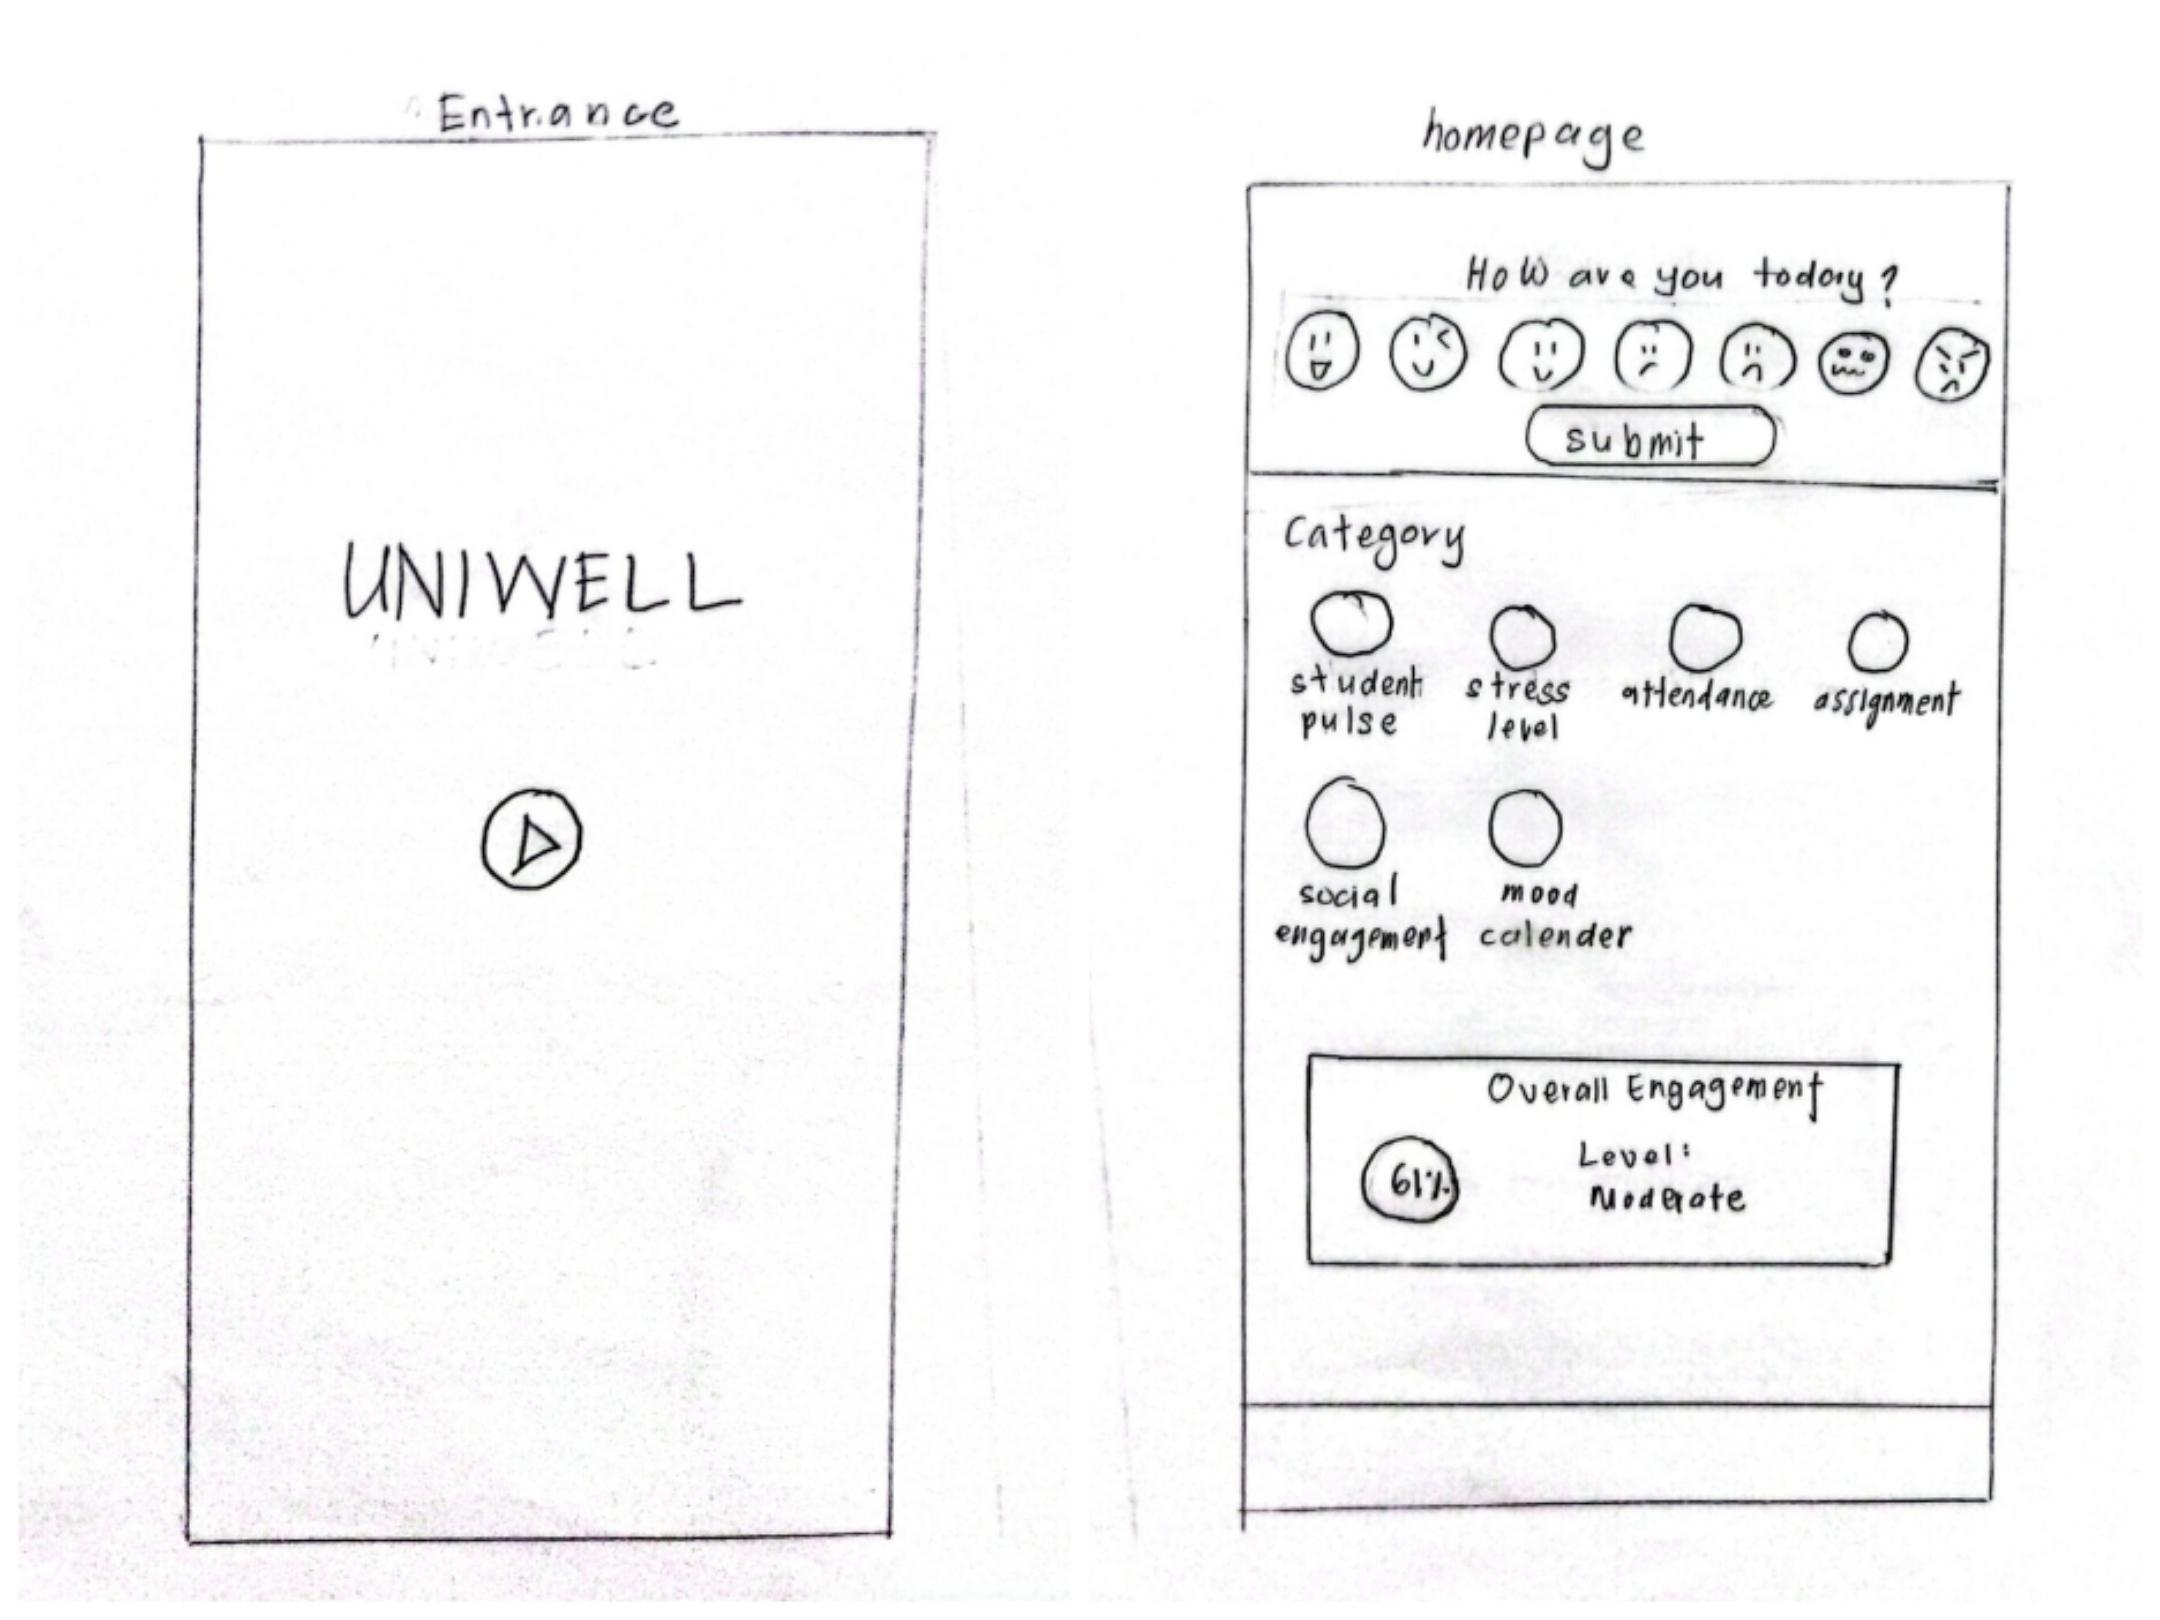 Entrance
UNIWELL
homepage
How are you today?
submit
Category
student
pulse
stress
level
attendance
assignment
social
engagement
mood
calender
Overall Engagement
61%
Level:
Moderate